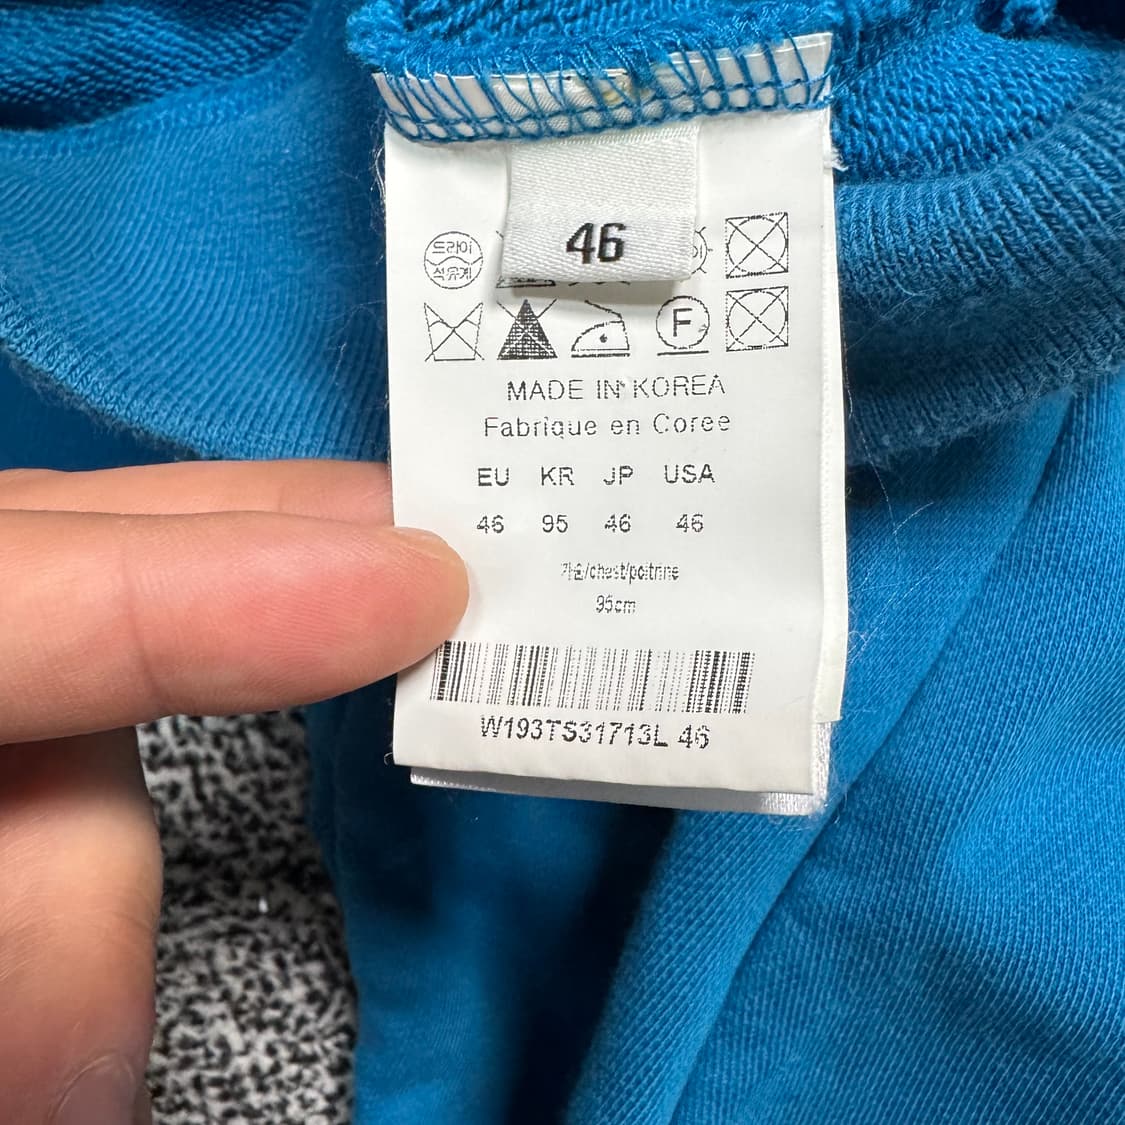 46
드라이
석유계
F
MADE IN KOREA
Fabrique en Coree
EU KR JP USA
46 95 46 46
가슴/chest/poitrine
95cm
W193TS31713L 46